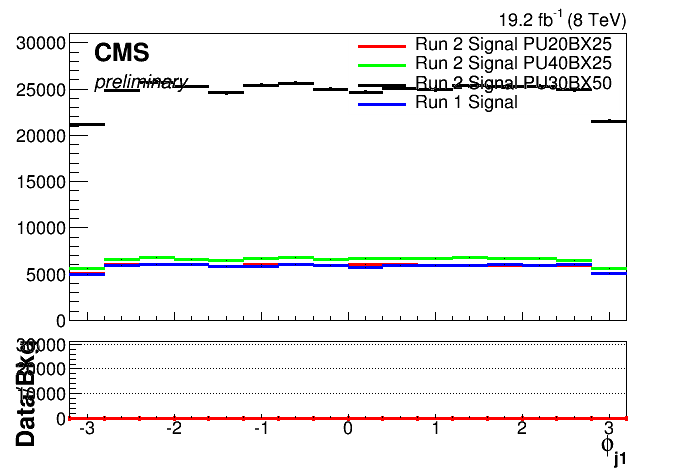 19.2 fb-1 (8 TeV)
CMS
preliminary
Run 2 Signal PU20BX25
Run 2 Signal PU40BX25
Run 2 Signal PU30BX50
Run 1 Signal
30000
25000
20000
15000
10000
5000
0
Data/Bkg
30000
20000
10000
0
-3 -2 -1 0 1 2 3
ϕj1